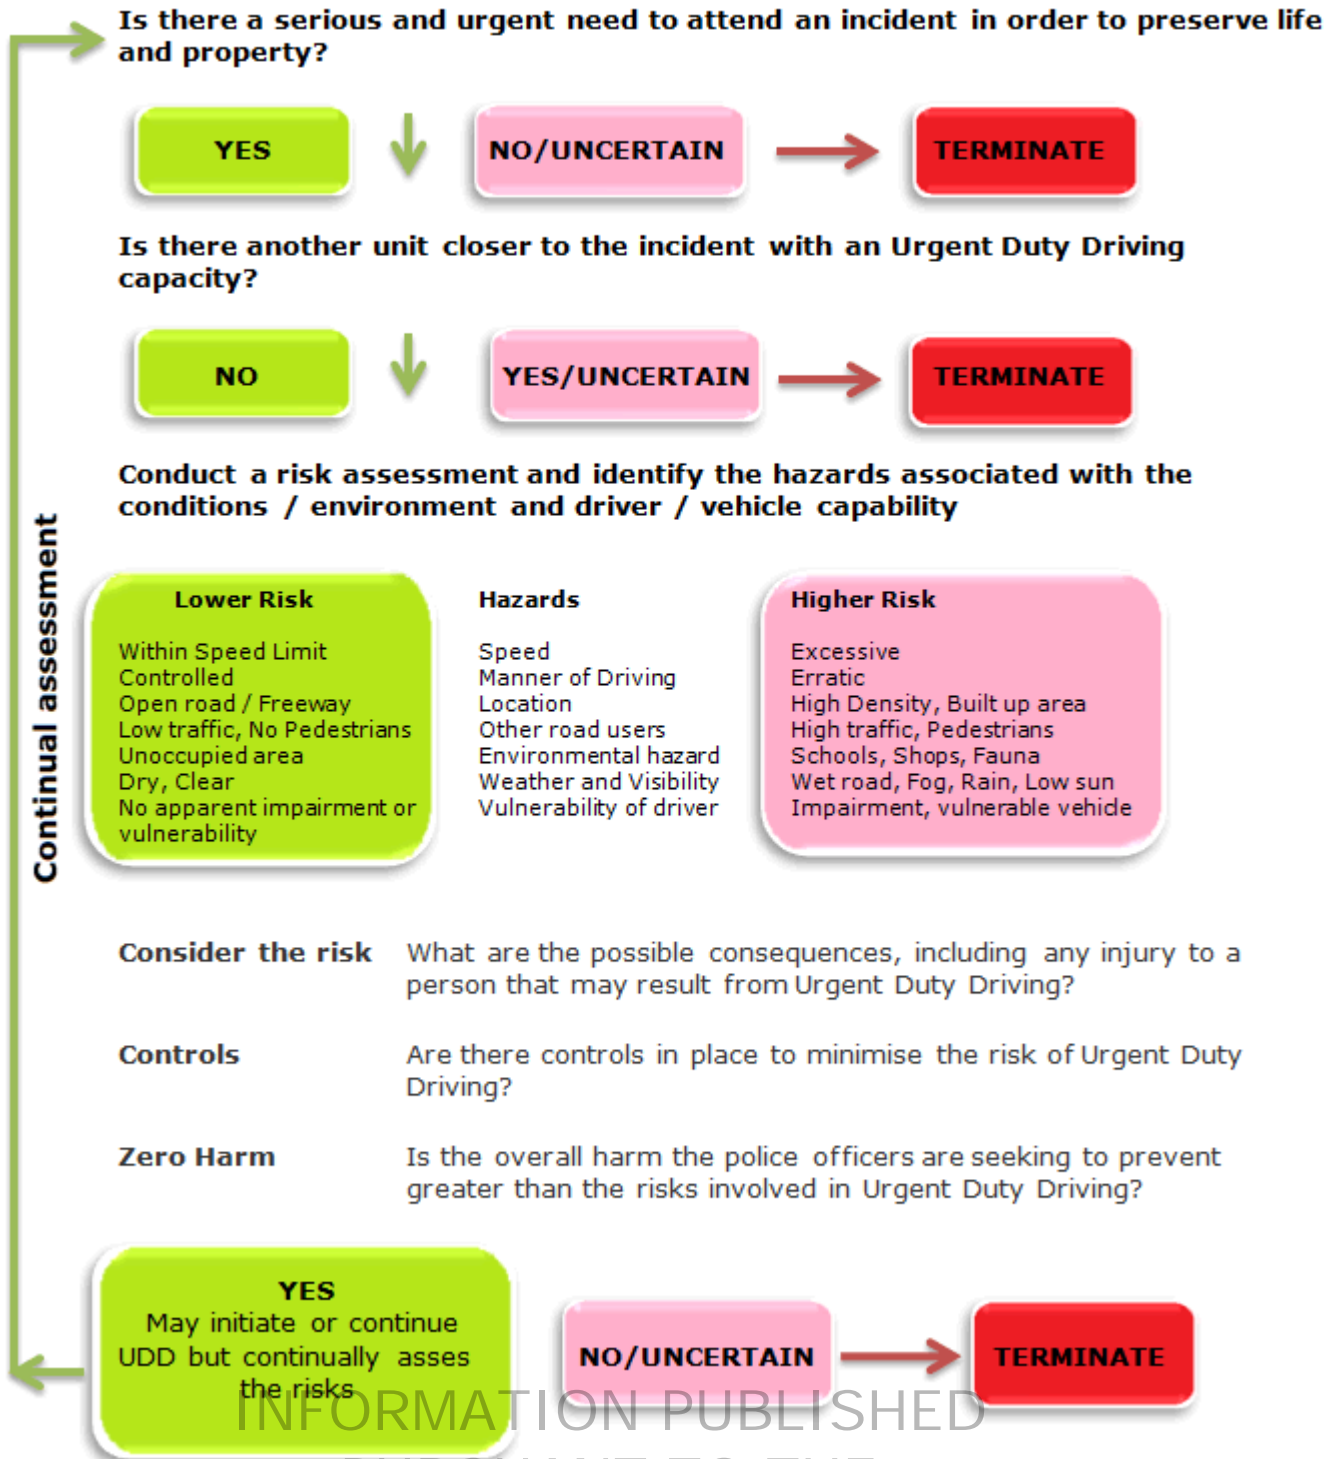 Is there a serious and urgent need to attend an incident in order to preserve life
and property?
YES
NO/UNCERTAIN
TERMINATE
Is there another unit closer to the incident with an Urgent Duty Driving
capacity?
NO
YES/UNCERTAIN
TERMINATE
Conduct a risk assessment and identify the hazards associated with the
conditions / environment and driver / vehicle capability
Continual assessment
Lower Risk
Within Speed Limit
Controlled
Open road / Freeway
Low traffic, No Pedestrians
Unoccupied area
Dry, Clear
No apparent impairment or
vulnerability
Hazards
Speed
Manner of Driving
Location
Other road users
Environmental hazard
Weather and Visibility
Vulnerability of driver
Higher Risk
Excessive
Erratic
High Density, Built up area
High traffic, Pedestrians
Schools, Shops, Fauna
Wet road, Fog, Rain, Low sun
Impairment, vulnerable vehicle
Consider the risk What are the possible consequences, including any injury to a
person that may result from Urgent Duty Driving?
Controls Are there controls in place to minimise the risk of Urgent Duty
Driving?
Zero Harm Is the overall harm the police officers are seeking to prevent
greater than the risks involved in Urgent Duty Driving?
YES
May initiate or continue
UDD but continually asses
the risks
NO/UNCERTAIN
TERMINATE
INFORMATION PUBLISHED